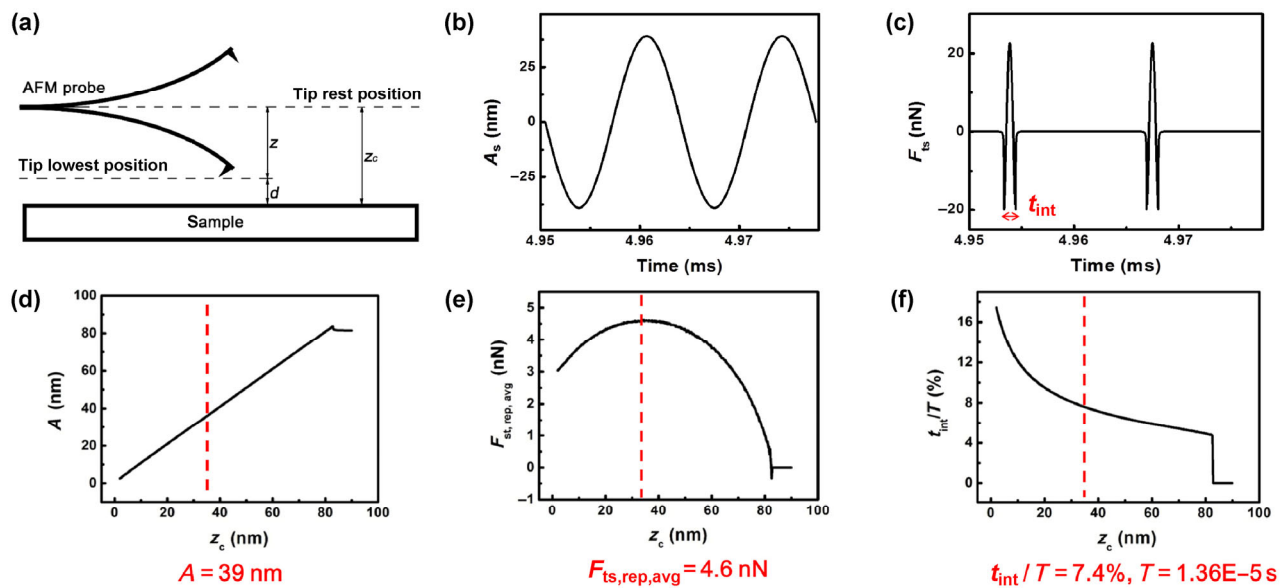 (a)
AFM probe
Tip rest position
Tip lowest position
z
z_c
d
Sample
(b)
A_s (nm)
25
0
−25
4.95
4.96
4.97
Time (ms)
(c)
F_ts (nN)
20
0
−20
t_int
4.95
4.96
4.97
Time (ms)
(d)
A (nm)
100
80
60
40
20
0
0
20
40
60
80
100
z_c (nm)
A = 39 nm
(e)
F_st, rep, avg (nN)
5
4
3
2
1
0
−1
0
20
40
60
80
100
z_c (nm)
F_ts,rep,avg = 4.6 nN
(f)
t_int/T (%)
16
12
8
4
0
0
20
40
60
80
100
z_c (nm)
t_int / T = 7.4%, T = 1.36E−5 s